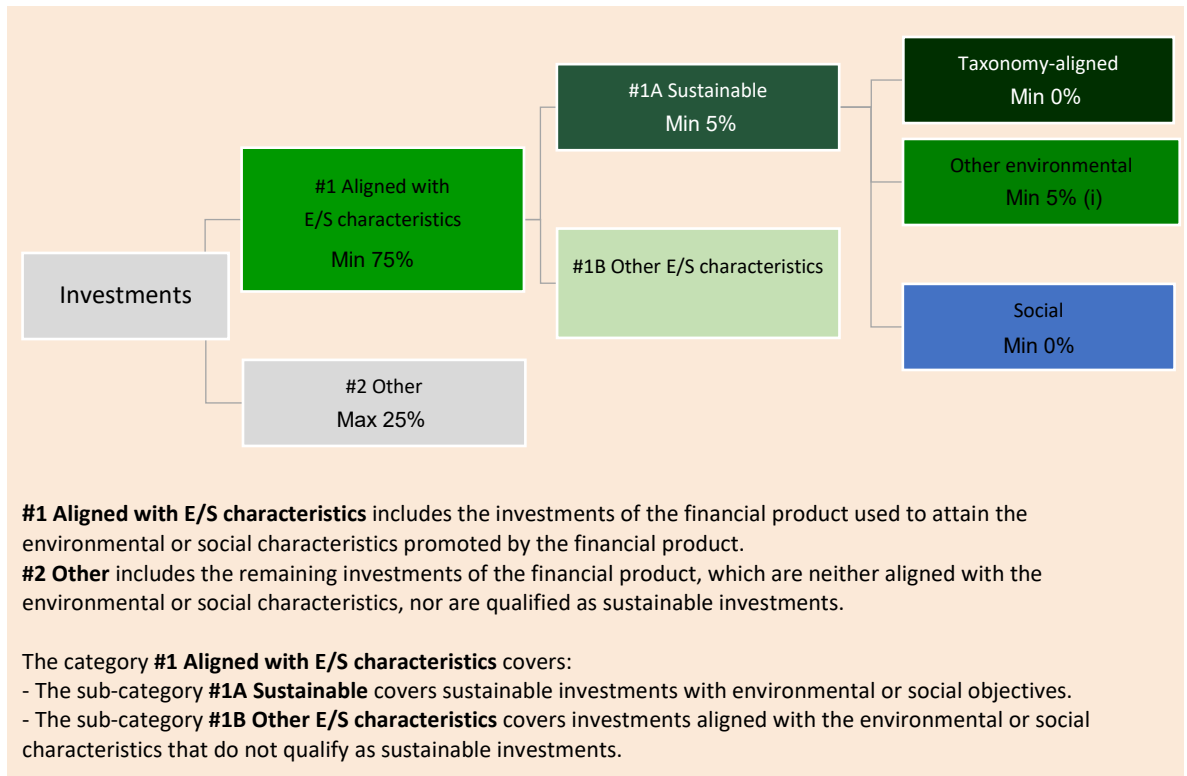 Investments
#1 Aligned with
E/S characteristics
Min 75%
#2 Other
Max 25%
#1A Sustainable
Min 5%
#1B Other E/S characteristics
Taxonomy-aligned
Min 0%
Other environmental
Min 5% (i)
Social
Min 0%
#1 Aligned with E/S characteristics includes the investments of the financial product used to attain the
environmental or social characteristics promoted by the financial product.
#2 Other includes the remaining investments of the financial product, which are neither aligned with the
environmental or social characteristics, nor are qualified as sustainable investments.
The category #1 Aligned with E/S characteristics covers:
- The sub-category #1A Sustainable covers sustainable investments with environmental or social objectives.
- The sub-category #1B Other E/S characteristics covers investments aligned with the environmental or social
characteristics that do not qualify as sustainable investments.